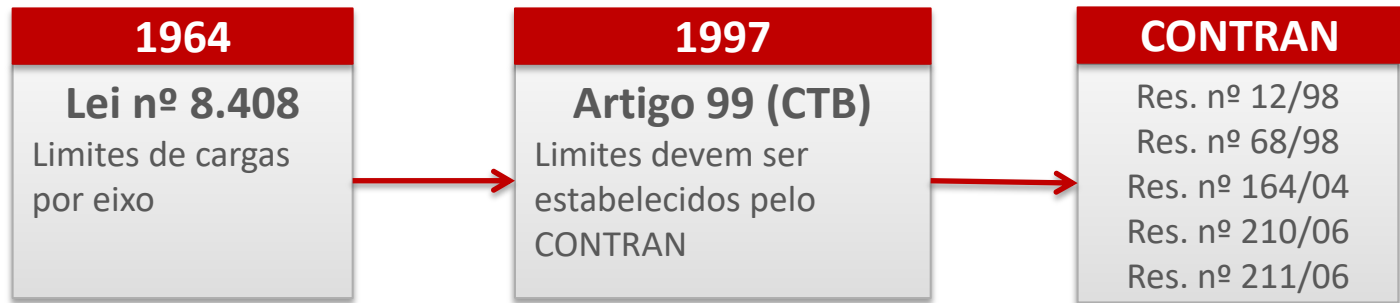 1964
Lei nº 8.408
Limites de cargas
por eixo
1997
Artigo 99 (CTB)
Limites devem ser
estabelecidos pelo
CONTRAN
CONTRAN
Res. nº 12/98
Res. nº 68/98
Res. nº 164/04
Res. nº 210/06
Res. nº 211/06